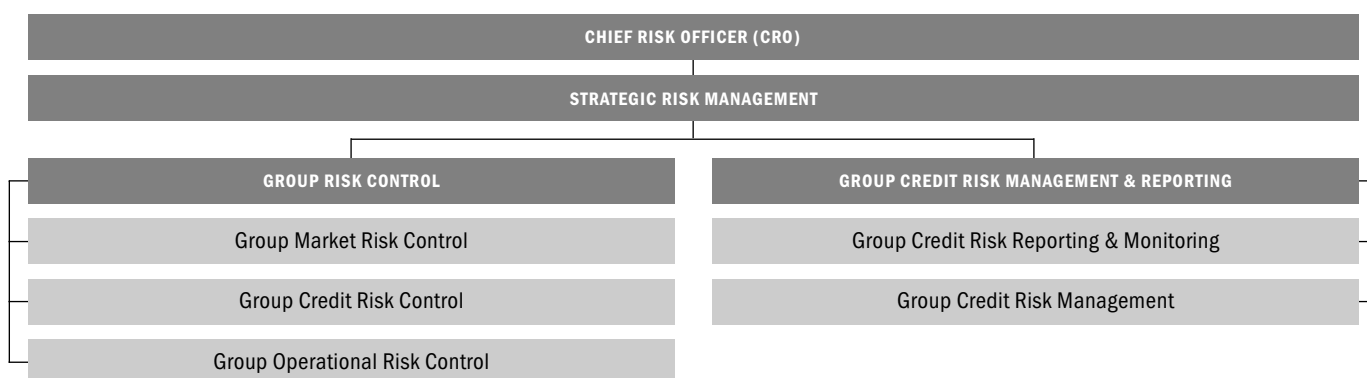 CHIEF RISK OFFICER (CRO)
STRATEGIC RISK MANAGEMENT
GROUP RISK CONTROL
Group Market Risk Control
Group Credit Risk Control
Group Operational Risk Control
GROUP CREDIT RISK MANAGEMENT & REPORTING
Group Credit Risk Reporting & Monitoring
Group Credit Risk Management